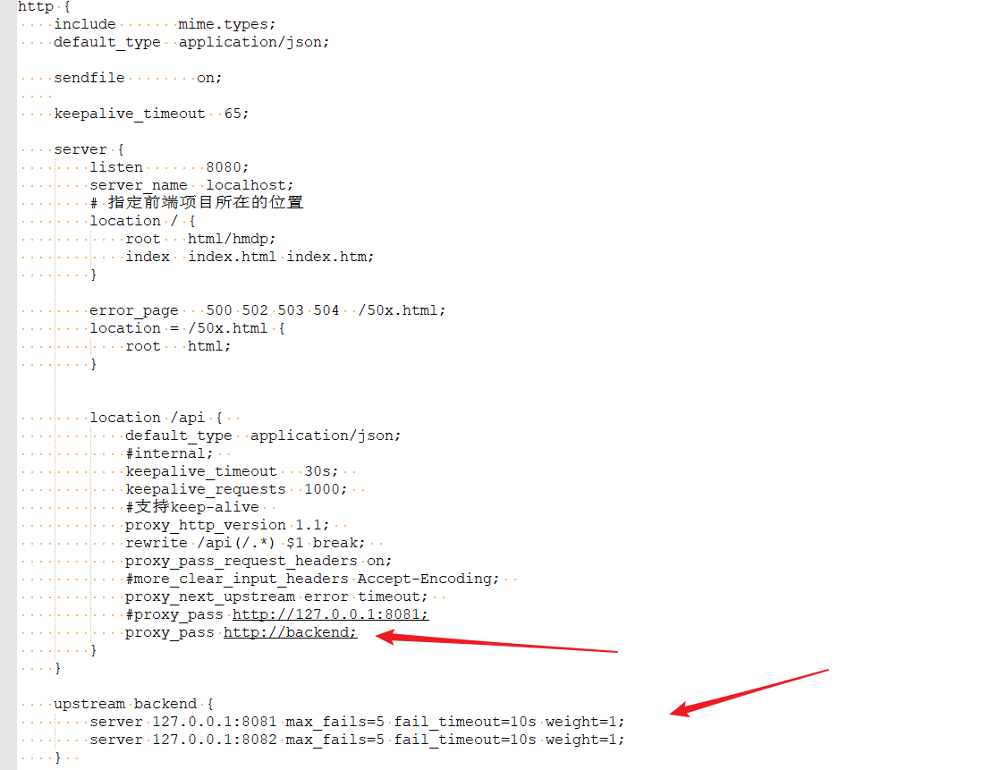 http {
    include       mime.types;
    default_type  application/json;
    sendfile        on;
    keepalive_timeout  65;
    server {
        listen       8080;
        server_name  localhost;
        # 指定前端项目所在的位置
        location / {
            root   html/hmdp;
            index  index.html index.htm;
        }
        error_page   500 502 503 504  /50x.html;
        location = /50x.html {
            root   html;
        }
        location /api {
            default_type  application/json;
            #internal;
            keepalive_timeout   30s;
            keepalive_requests  1000;
            #支持keep-alive
            proxy_http_version 1.1;
            rewrite /api(/.*) $1 break;
            proxy_pass_request_headers on;
            #more_clear_input_headers Accept-Encoding;
            proxy_next_upstream error timeout;
            #proxy_pass http://127.0.0.1:8081;
            proxy_pass http://backend;
        }
    }
    upstream backend {
        server 127.0.0.1:8081 max_fails=5 fail_timeout=10s weight=1;
        server 127.0.0.1:8082 max_fails=5 fail_timeout=10s weight=1;
    }